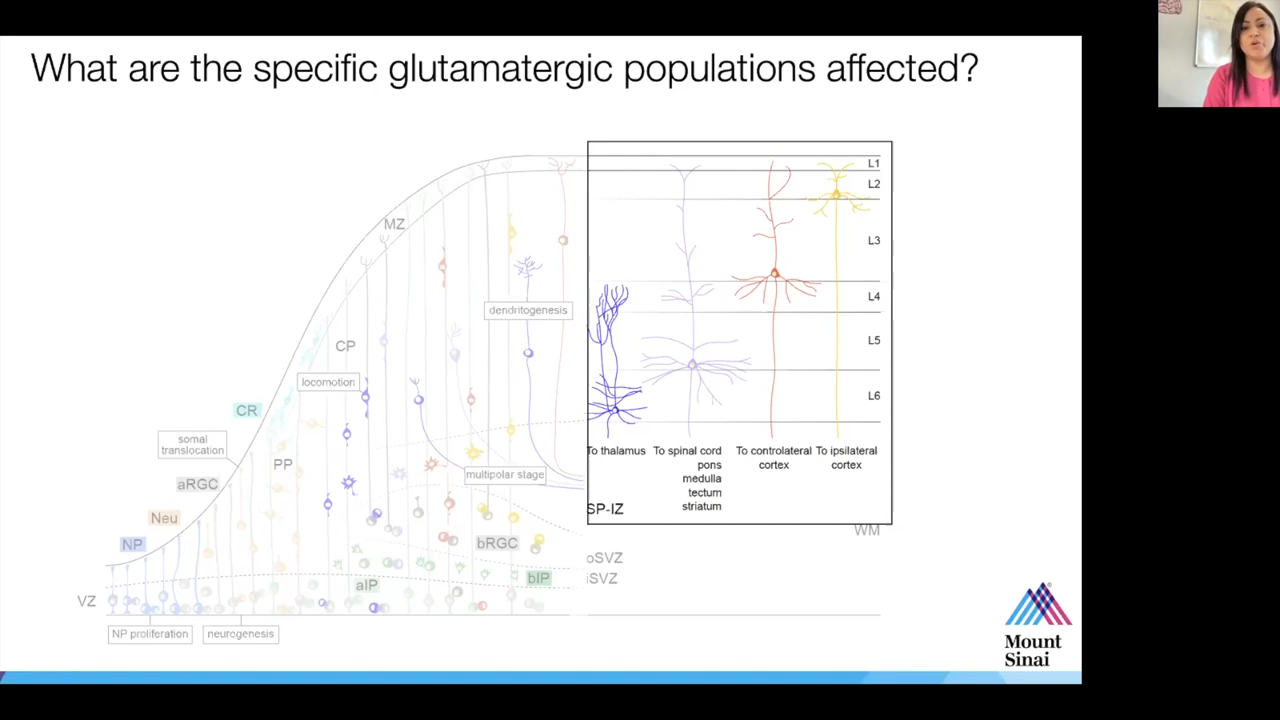 What are the specific glutamatergic populations affected?
L1
L2
MZ
L3
L4
dendritogenesis
CP
L5
locomotion
L6
CR
somal
translocation
To thalamus
To spinal cord
pons
medulla
tectum
striatum
To controlateral
cortex
To ipsilateral
cortex
PP
multipolar stage
aRGC
SP-IZ
Neu
WM
NP
bRGC
oSVZ
iSVZ
bIP
aIP
VZ
NP proliferation
neurogenesis
Mount
Sinai